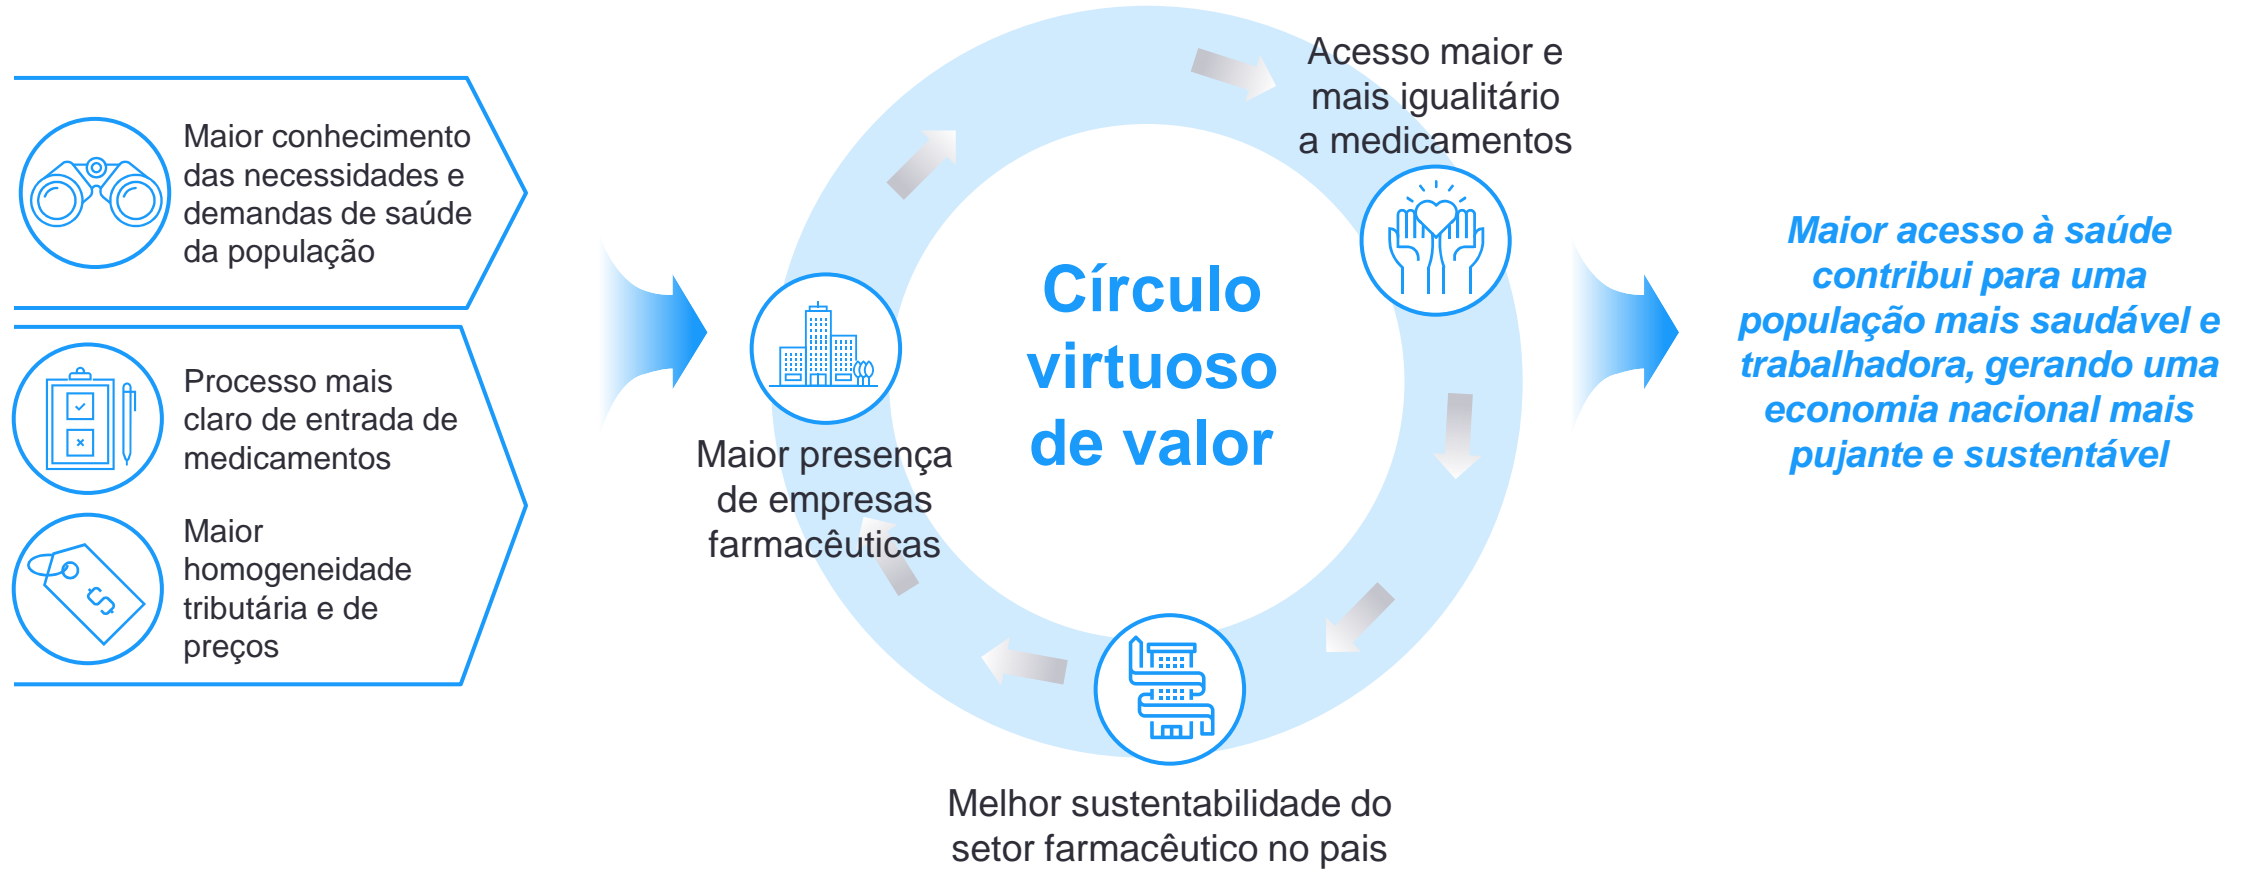 Maior conhecimento
das necessidades e
demandas de saúde
da população
Processo mais
claro de entrada de
medicamentos
Maior
homogeneidade
tributária e de
preços
$
Acesso maior e
mais igualitário
a medicamentos
Círculo
virtuoso
de valor
Maior presença
de empresas
farmacêuticas
Melhor sustentabilidade do
setor farmacêutico no pais
Maior acesso à saúde
contribui para uma
população mais saudável e
trabalhadora, gerando uma
economia nacional mais
pujante e sustentável